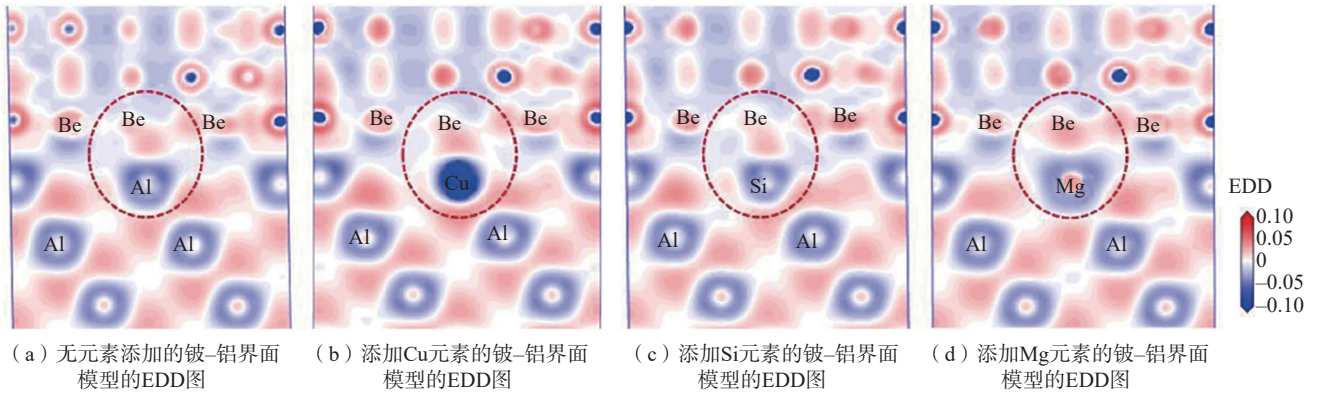 Be
Be
Be
Al
Al
Al
Be
Be
Be
Cu
Al
Al
Be
Be
Be
Si
Al
Al
Be
Be
Be
Mg
Al
Al
EDD
0.10
0.05
0
–0.05
–0.10
（a）无元素添加的铍–铝界面
模型的EDD图
（b）添加Cu元素的铍–铝界面
模型的EDD图
（c）添加Si元素的铍–铝界面
模型的EDD图
（d）添加Mg元素的铍–铝界面
模型的EDD图